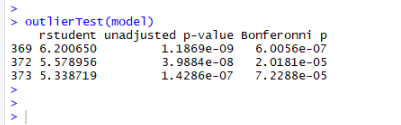 >
> outlierTest(model)
rstudent unadjusted p-value Bonferroni p
369 6.200650 1.1869e-09 6.0056e-07
372 5.578956 3.9884e-08 2.0181e-05
373 5.338719 1.4286e-07 7.2288e-05
>
>
>